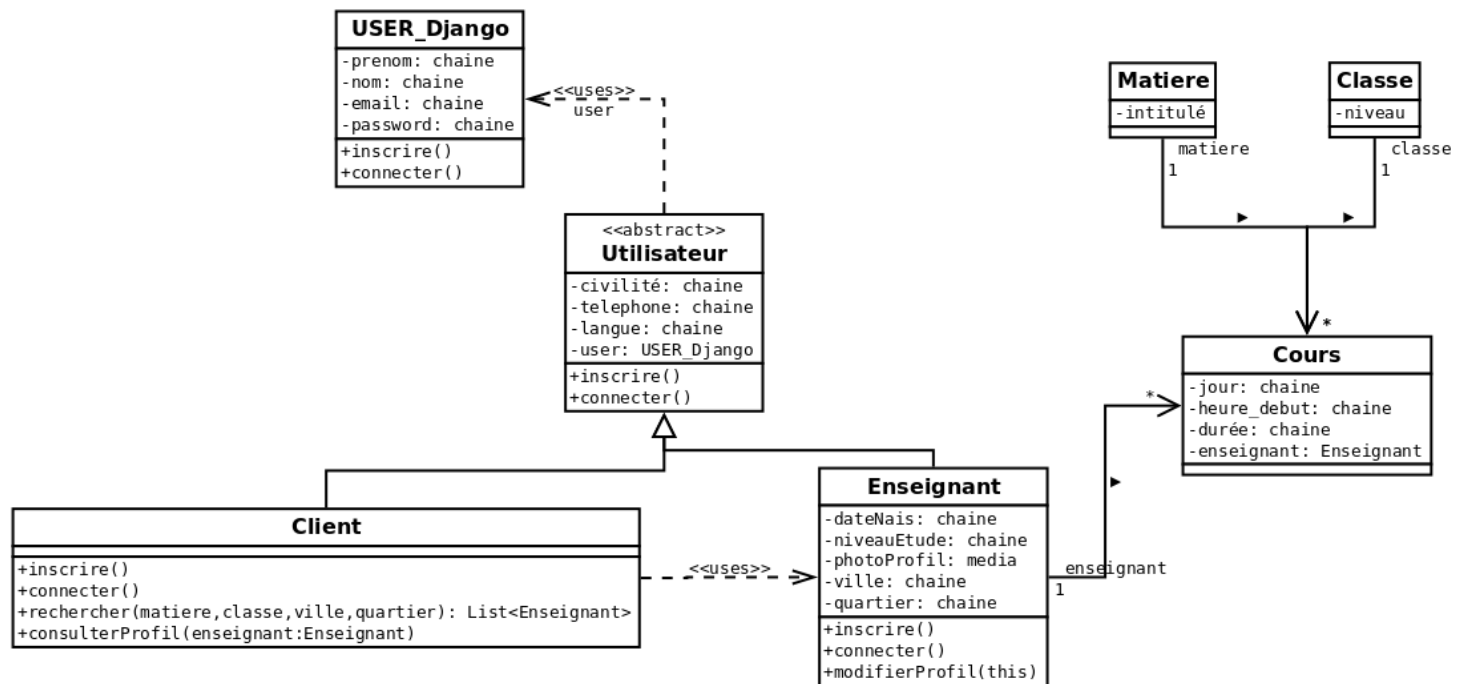 USER_Django
-prenom: chaine
-nom: chaine
-email: chaine
-password: chaine
+inscrire()
+connecter()
<<uses>>
user
Matiere
-intitulé
matiere
1
Classe
-niveau
classe
1
<<abstract>>
Utilisateur
-civilité: chaine
-telephone: chaine
-langue: chaine
-user: USER_Django
+inscrire()
+connecter()
*
Cours
-jour: chaine
-heure_debut: chaine
-durée: chaine
-enseignant: Enseignant
*
Client
+inscrire()
+connecter()
+rechercher(matiere,classe,ville,quartier): List<Enseignant>
+consulterProfil(enseignant:Enseignant)
<<uses>>
Enseignant
-dateNais: chaine
-niveauEtude: chaine
-photoProfil: media
-ville: chaine
-quartier: chaine
+inscrire()
+connecter()
+modifierProfil(this)
enseignant
1